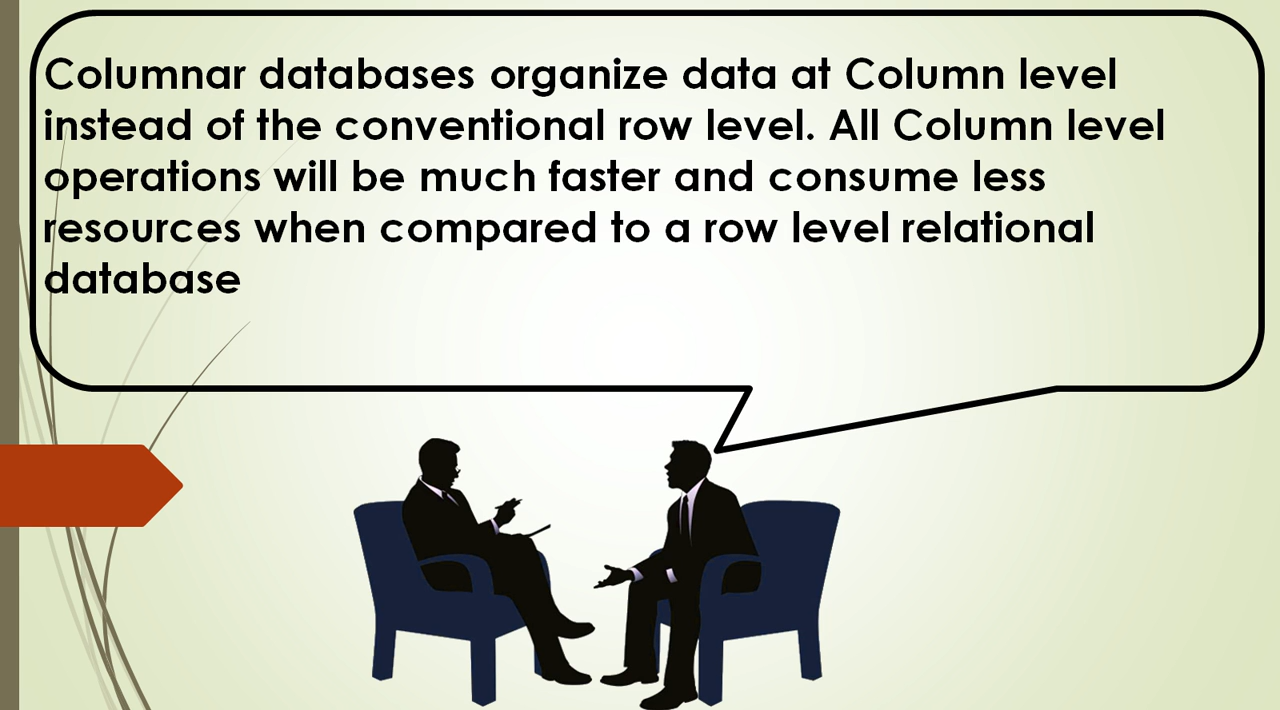 Columnar databases organize data at Column level
instead of the conventional row level. All Column level
operations will be much faster and consume less
resources when compared to a row level relational
database